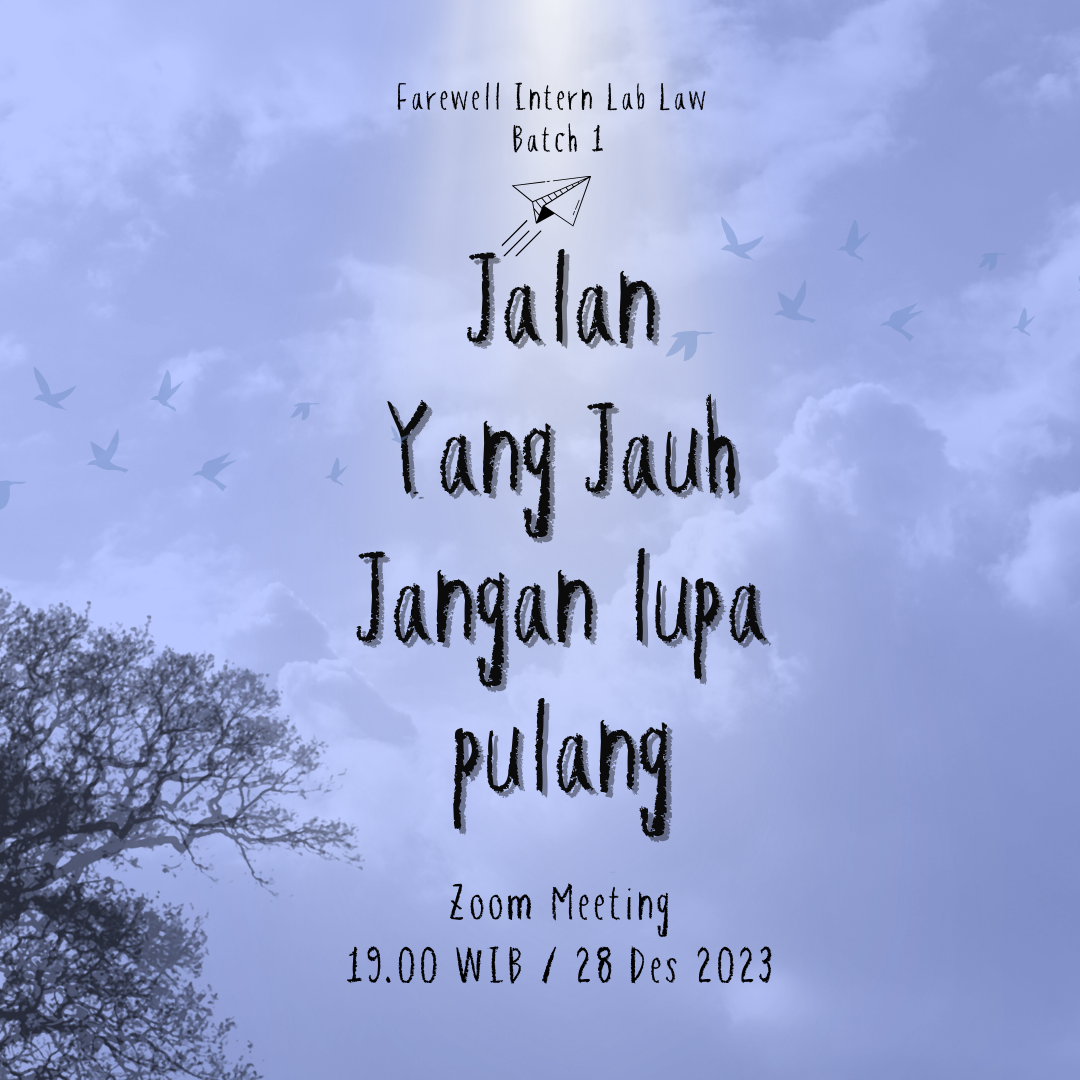 Farewell Intern Lab Law
Batch 1
Jalan
Yang Jauh
Jangan lupa
pulang
Zoom Meeting
19.00 WIB / 28 Des 2023